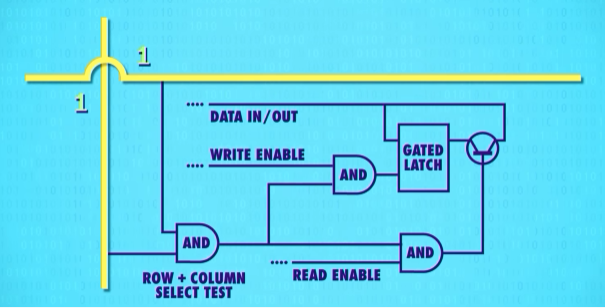 1
1
DATA IN/OUT
WRITE ENABLE
AND
GATED
LATCH
AND
AND
READ ENABLE
ROW + COLUMN
SELECT TEST